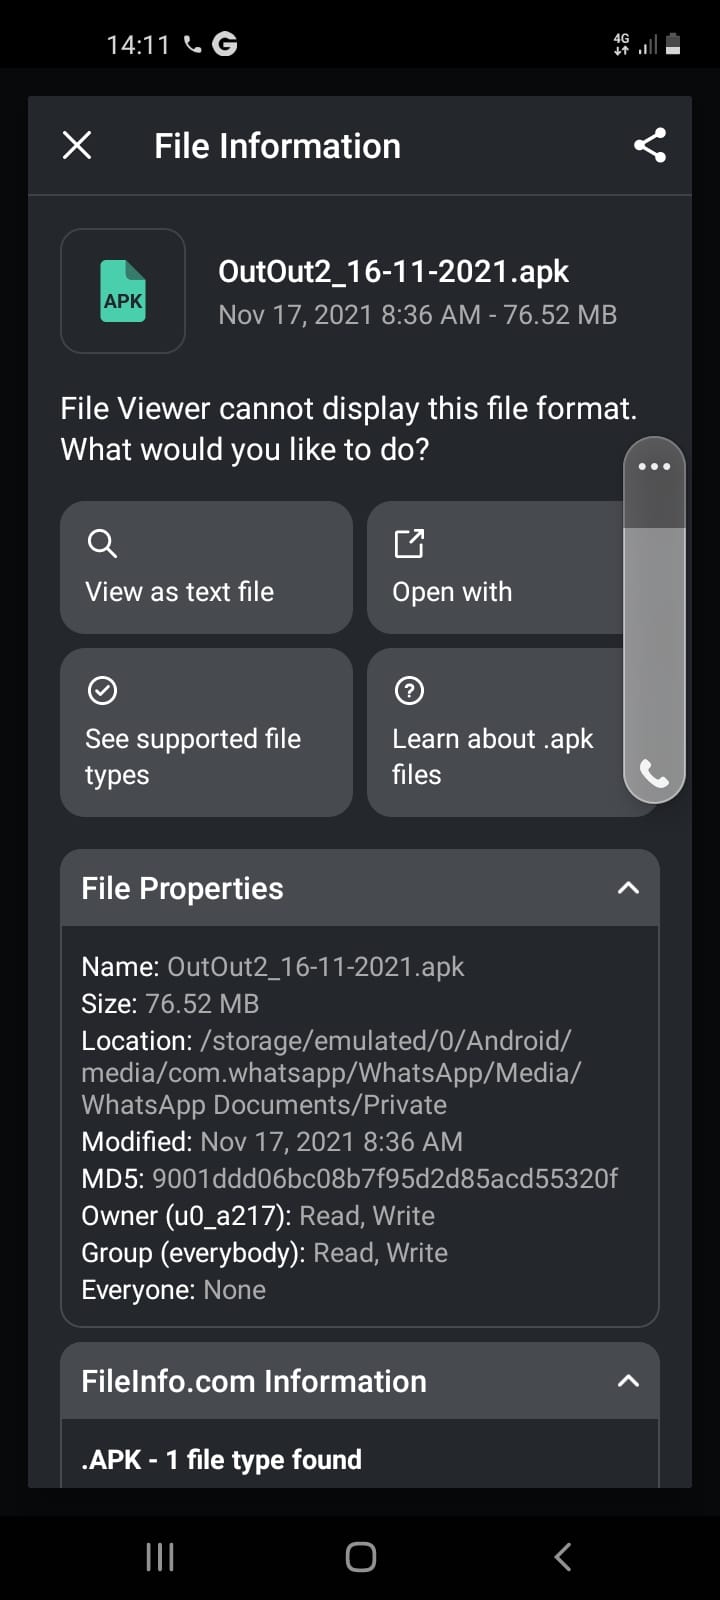 14:11
4G
File Information
APK
OutOut2_16-11-2021.apk
Nov 17, 2021 8:36 AM - 76.52 MB
File Viewer cannot display this file format.
What would you like to do?
View as text file
Open with
See supported file
types
Learn about .apk
files
File Properties
Name: OutOut2_16-11-2021.apk
Size: 76.52 MB
Location: /storage/emulated/0/Android/
media/com.whatsapp/WhatsApp/Media/
WhatsApp Documents/Private
Modified: Nov 17, 2021 8:36 AM
MD5: 9001ddd06bc08b7f95d2d85acd55320f
Owner (u0_a217): Read, Write
Group (everybody): Read, Write
Everyone: None
FileInfo.com Information
.APK - 1 file type found